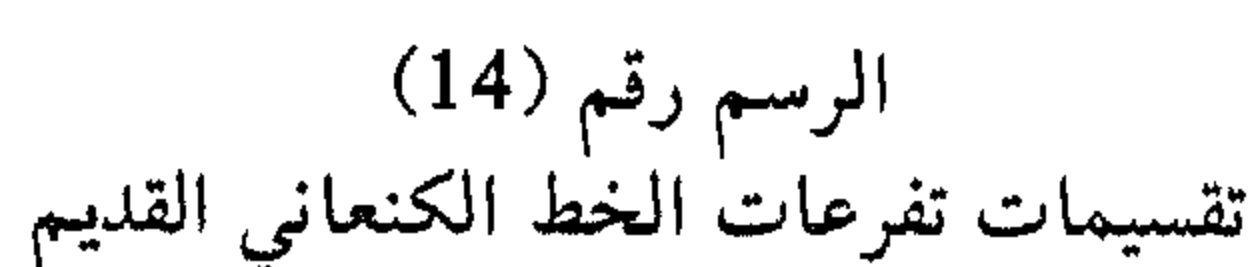 الرسم رقم (14)
تقسيمات تفرعات الخط الكنعاني القديم